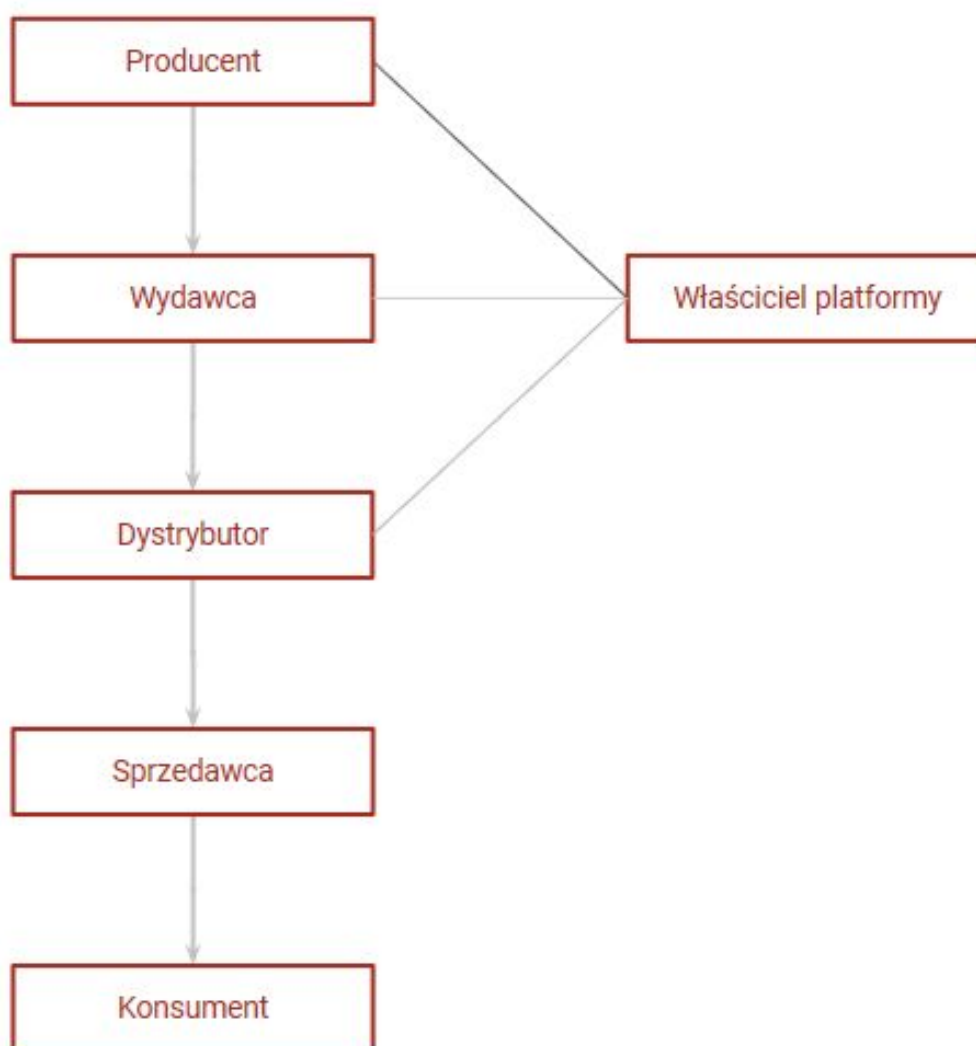 Producent
Wydawca
Właściciel platformy
Dystrybutor
Sprzedawca
Konsument